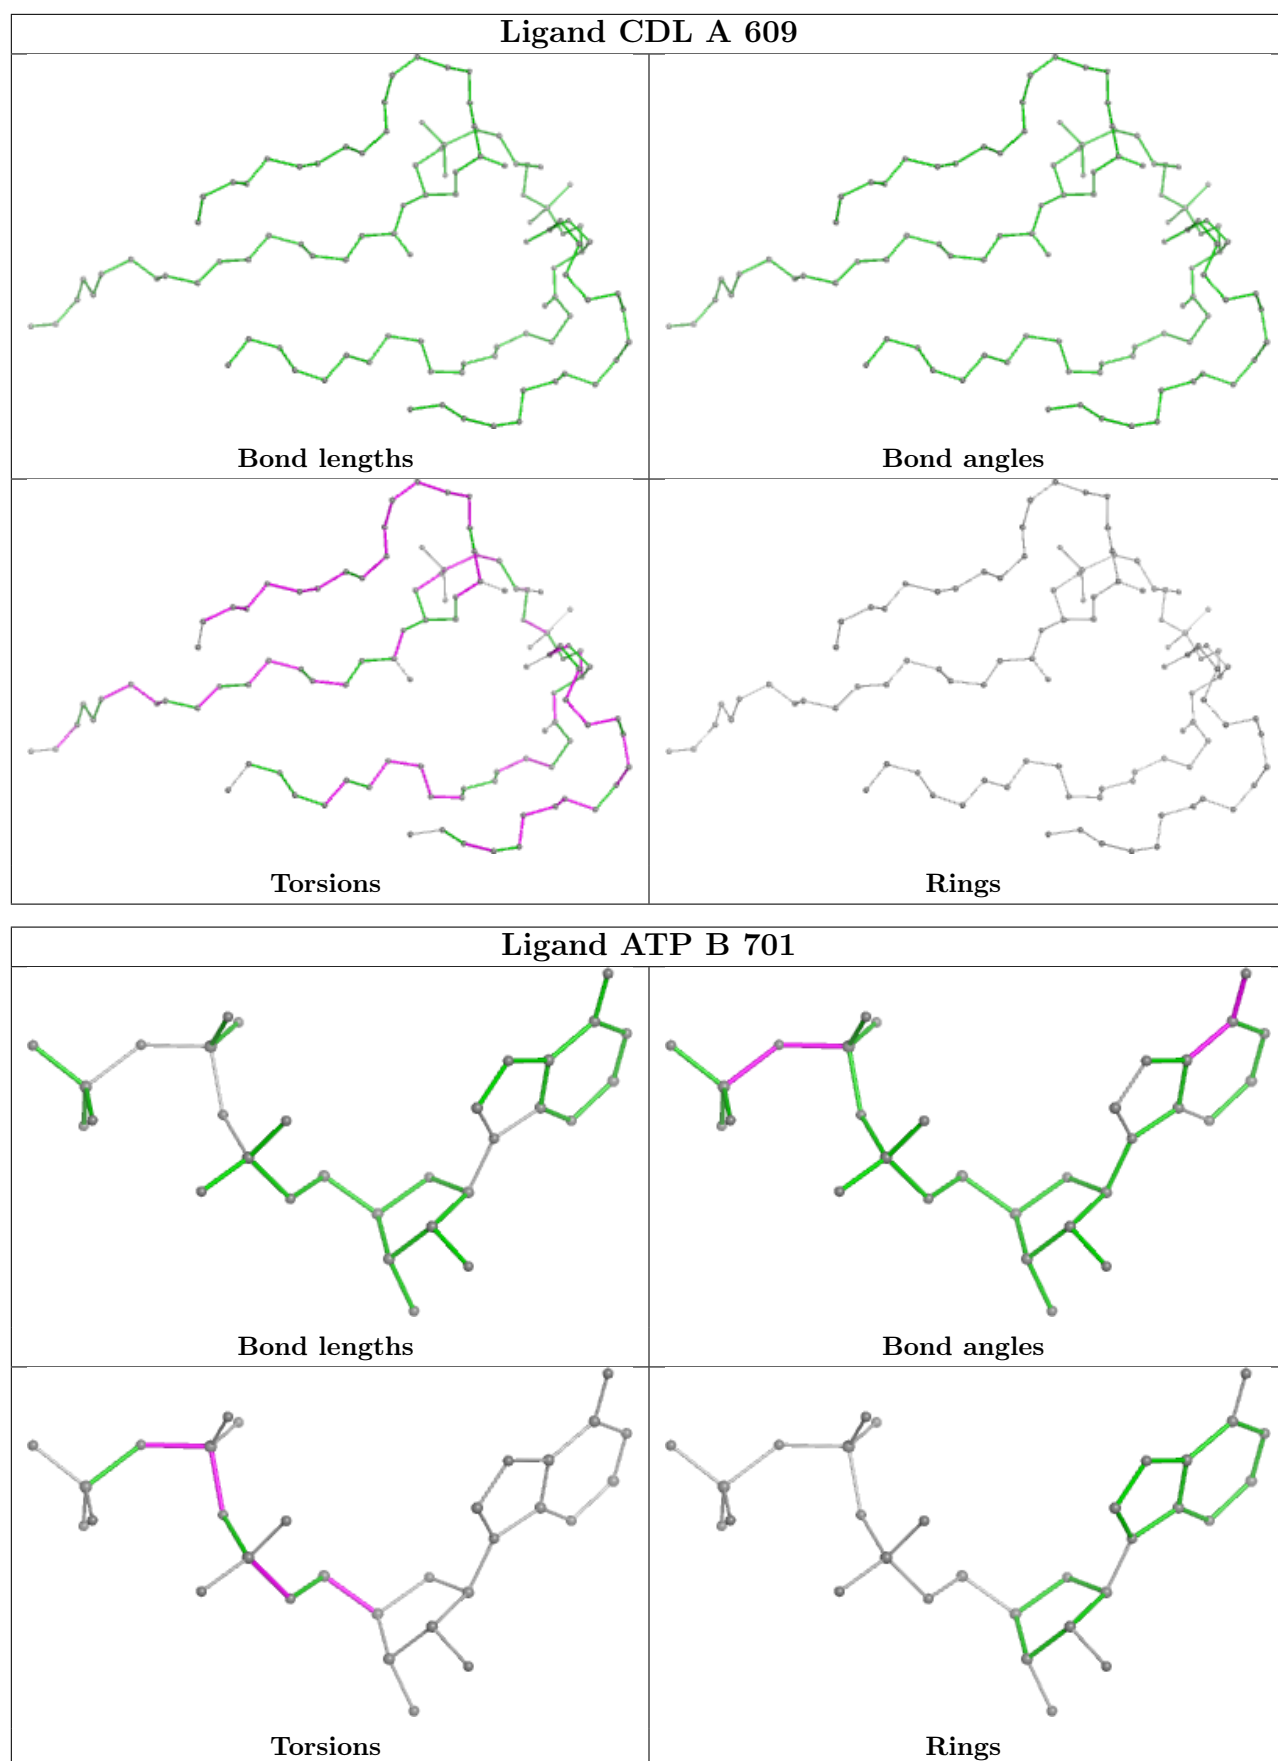 Ligand CDL A 609
Bond lengths
Bond angles
Torsions
Rings
Ligand ATP B 701
Bond lengths
Bond angles
Torsions
Rings